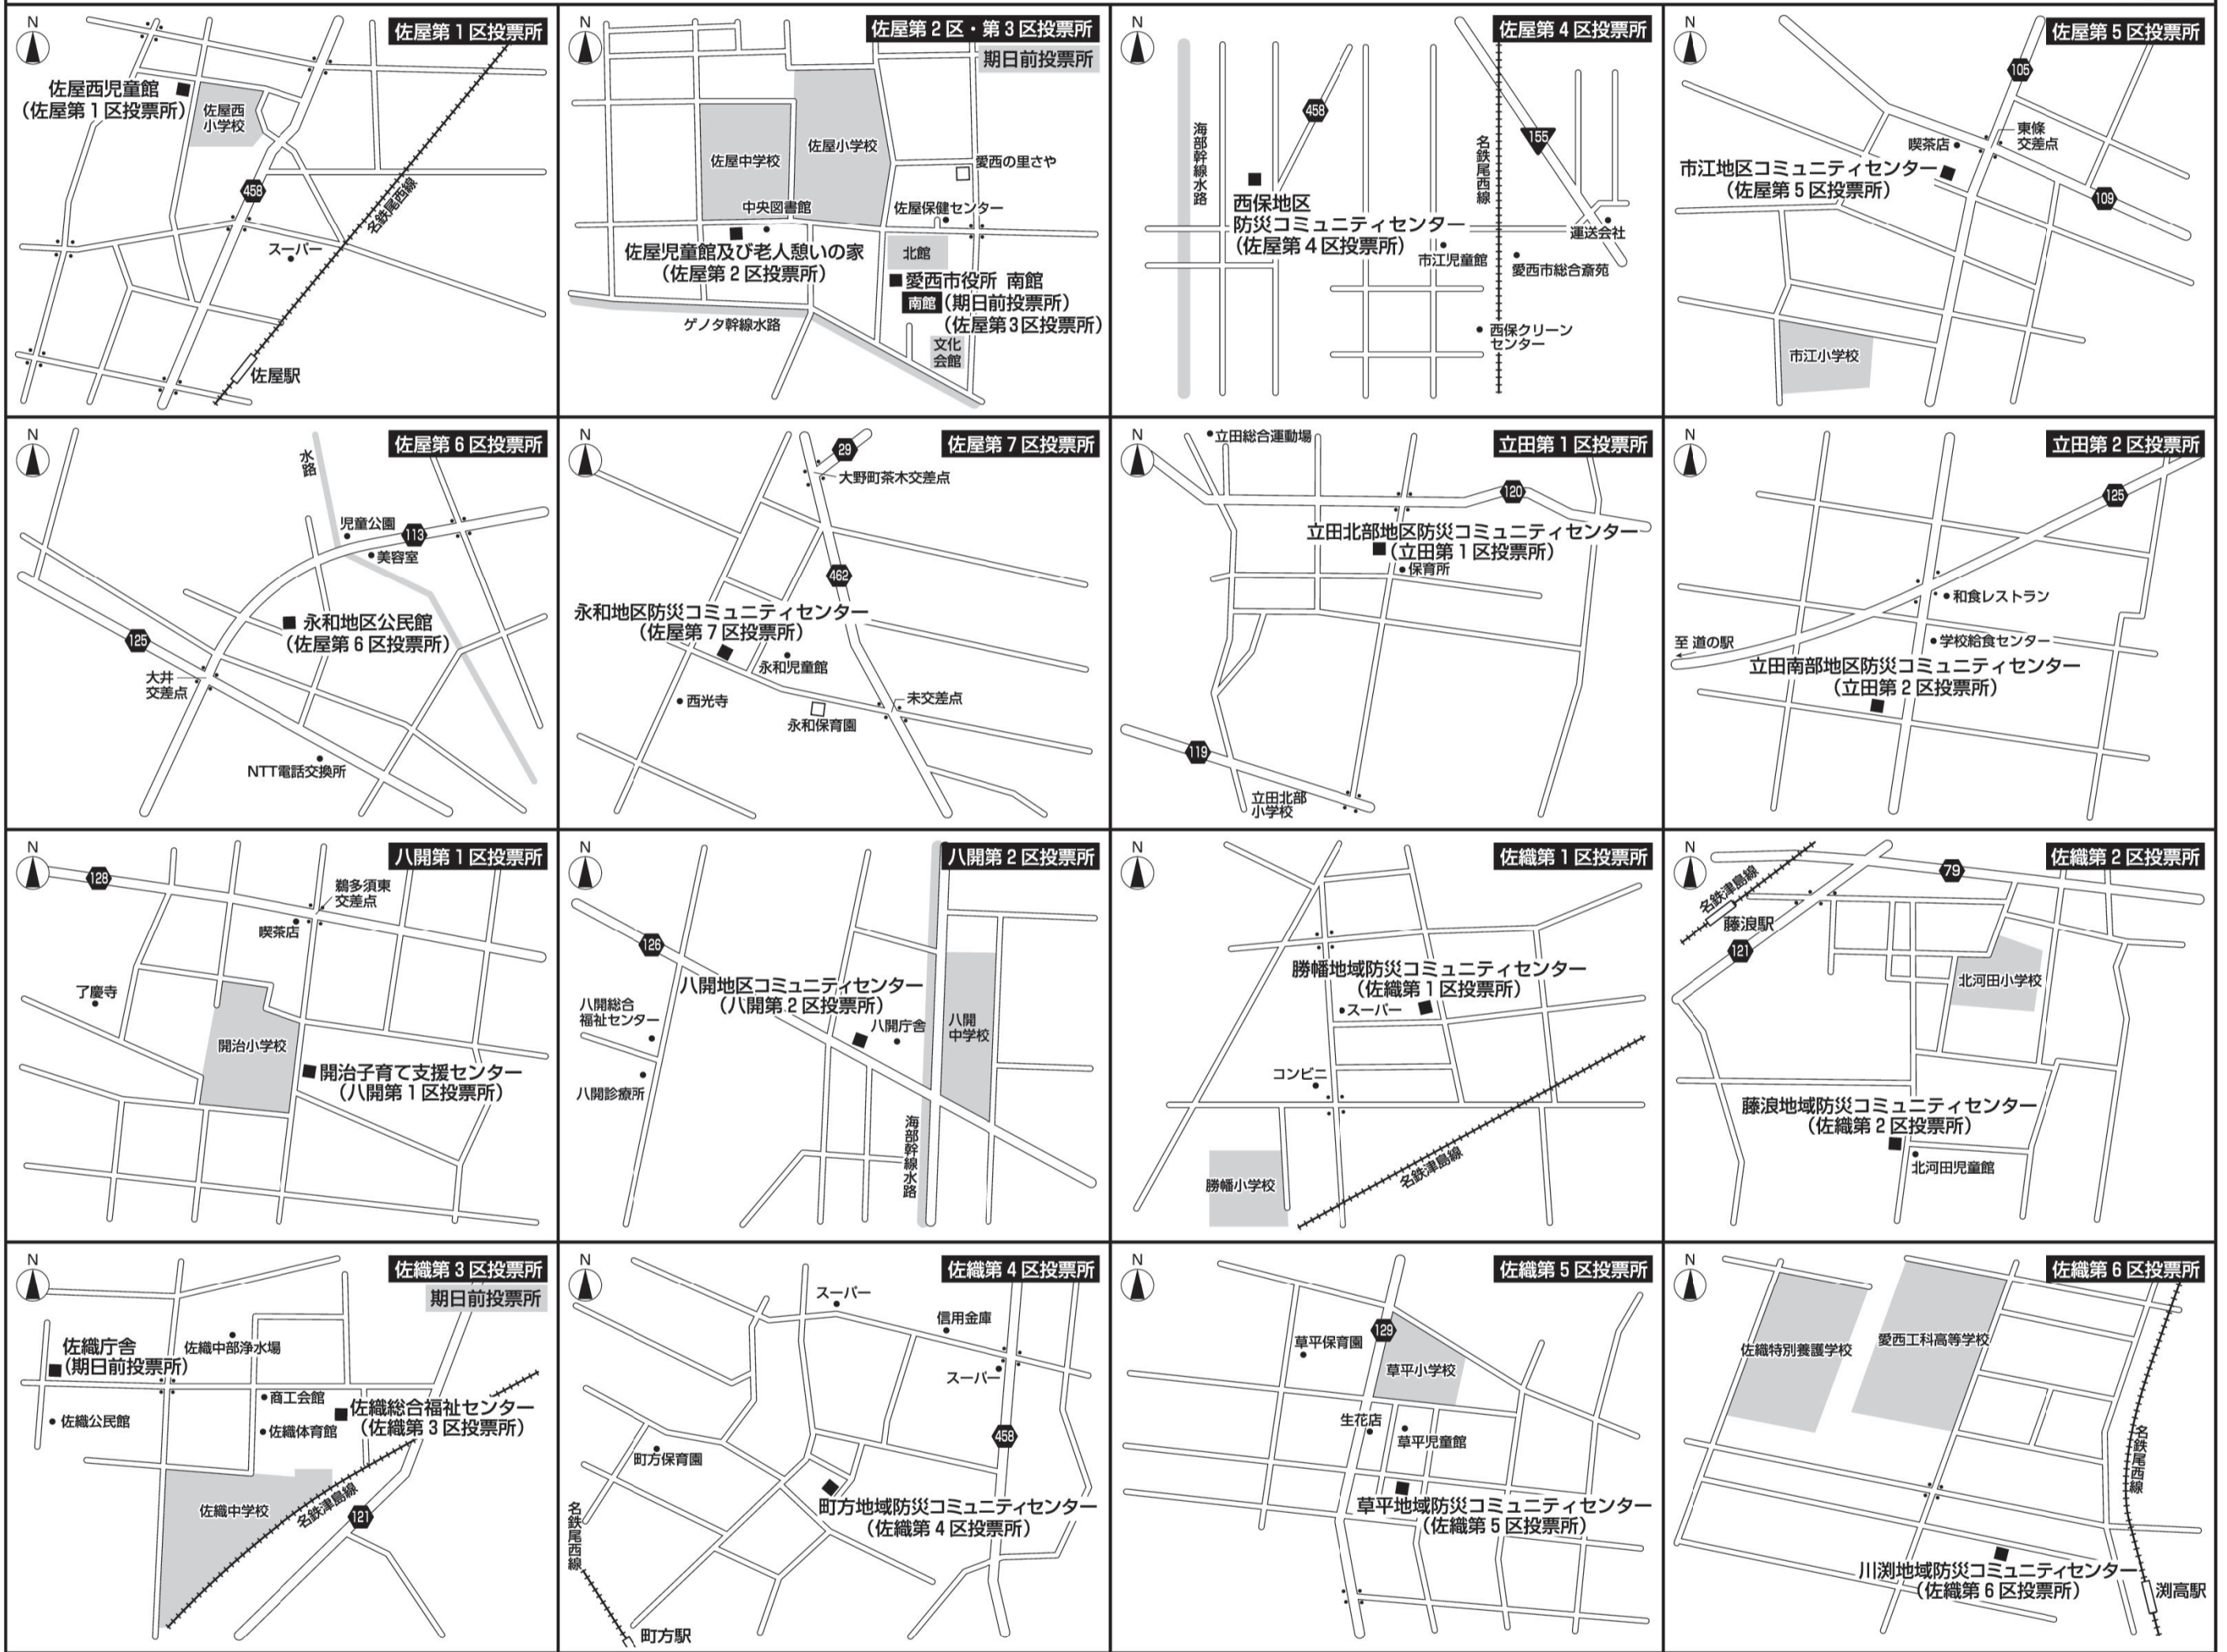 N
佐屋第1区投票所
佐屋西児童館
(佐屋第1区投票所)
佐屋西
小学校
458
名鉄尾西線
スーパー
佐屋駅
N
佐屋第2区・第3区投票所
期日前投票所
佐屋中学校
佐屋小学校
愛西の里さや
中央図書館
佐屋保健センター
佐屋児童館及び老人憩いの家
(佐屋第2区投票所)
北館
愛西市役所 南館
南館
(期日前投票所)
(佐屋第3区投票所)
ゲノタ幹線水路
文化
会館
N
佐屋第4区投票所
海部幹線水路
458
名鉄尾西線
155
西保地区
防災コミュニティセンター
(佐屋第4区投票所)
運送会社
市江児童館
愛西市総合斎苑
西保クリーン
センター
N
佐屋第5区投票所
105
東條
交差点
喫茶店
市江地区コミュニティセンター
(佐屋第5区投票所)
109
市江小学校
N
佐屋第6区投票所
水路
児童公園
113
美容室
永和地区公民館
(佐屋第6区投票所)
125
大井
交差点
NTT電話交換所
N
佐屋第7区投票所
29
大野町茶木交差点
462
永和地区防災コミュニティセンター
(佐屋第7区投票所)
永和児童館
西光寺
未交差点
永和保育園
N
立田第1区投票所
立田総合運動場
120
立田北部地区防災コミュニティセンター
(立田第1区投票所)
保育所
119
立田北部
小学校
N
立田第2区投票所
125
和食レストラン
学校給食センター
至 道の駅
立田南部地区防災コミュニティセンター
(立田第2区投票所)
N
八開第1区投票所
128
鵜多須東
交差点
喫茶店
了慶寺
開治小学校
開治子育て支援センター
(八開第1区投票所)
N
八開第2区投票所
126
八開地区コミュニティセンター
(八開第2区投票所)
八開総合
福祉センター
八開庁舎
八開
中学校
八開診療所
海部幹線水路
N
佐織第1区投票所
勝幡地域防災コミュニティセンター
(佐織第1区投票所)
スーパー
コンビニ
勝幡小学校
名鉄津島線
N
佐織第2区投票所
79
名鉄津島線
藤浪駅
121
北河田小学校
藤浪地域防災コミュニティセンター
(佐織第2区投票所)
北河田児童館
N
佐織第3区投票所
期日前投票所
佐織庁舎
(期日前投票所)
佐織中部浄水場
商工会館
佐織公民館
佐織体育館
佐織総合福祉センター
(佐織第3区投票所)
佐織中学校
名鉄津島線
121
N
佐織第4区投票所
スーパー
信用金庫
スーパー
458
町方保育園
町方地域防災コミュニティセンター
(佐織第4区投票所)
名鉄尾西線
町方駅
N
佐織第5区投票所
129
草平保育園
草平小学校
生花店
草平児童館
草平地域防災コミュニティセンター
(佐織第5区投票所)
N
佐織第6区投票所
佐織特別養護学校
愛西工科高等学校
名鉄尾西線
川渕地域防災コミュニティセンター
(佐織第6区投票所)
渕高駅